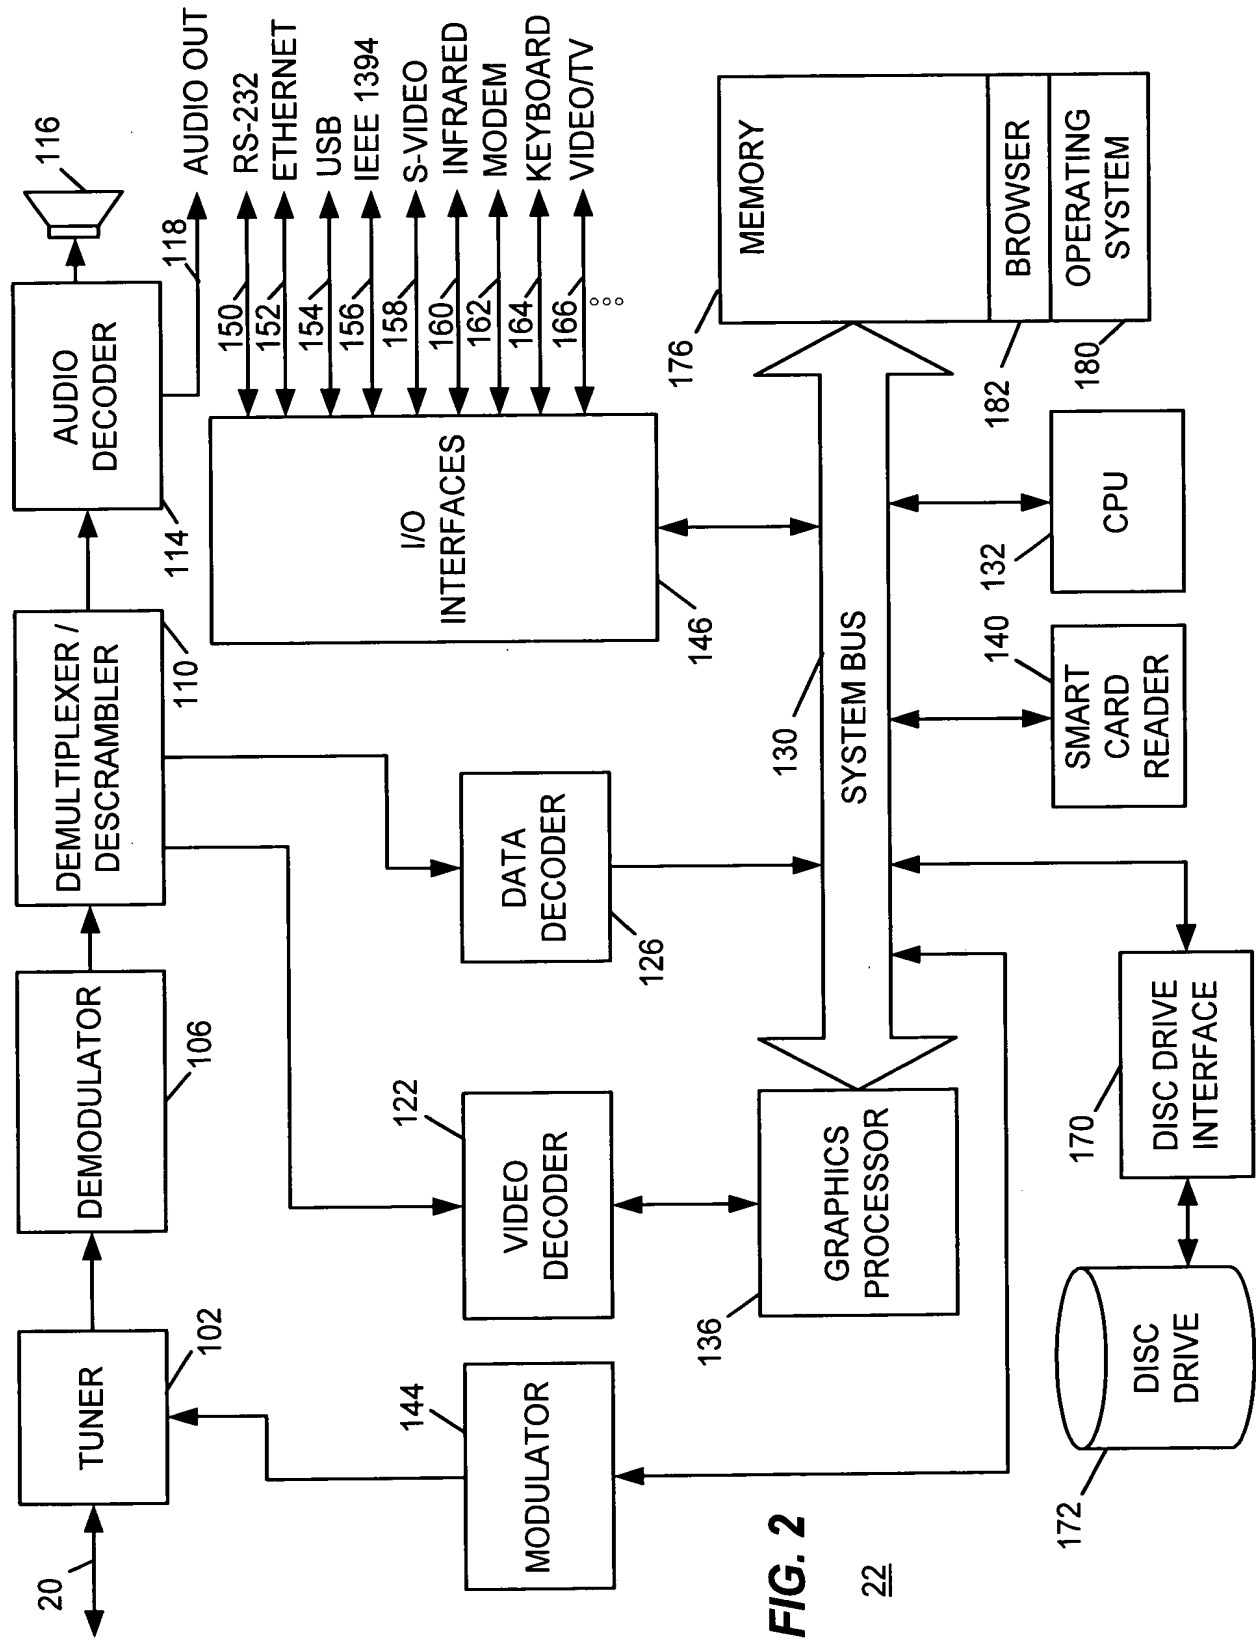 20
TUNER
102
DEMODULATOR
106
DEMULTIPLEXER /
DESCRAMBLER
110
AUDIO
DECODER
114
116
118
AUDIO OUT
MODULATOR
144
VIDEO
DECODER
122
DATA
DECODER
126
I/O
INTERFACES
146
150
RS-232
152
ETHERNET
154
USB
156
IEEE 1394
158
S-VIDEO
160
INFRARED
162
MODEM
164
KEYBOARD
166
VIDEO/TV
GRAPHICS
PROCESSOR
136
SYSTEM BUS
130
MEMORY
176
BROWSER
182
OPERATING
SYSTEM
180
DISC
DRIVE
172
DISC DRIVE
INTERFACE
170
SMART
CARD
READER
140
CPU
132
FIG. 2
22